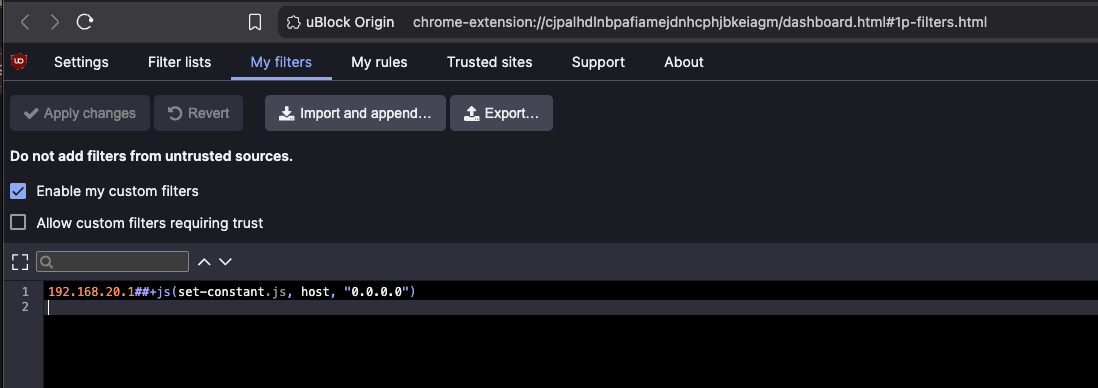 uBlock Origin chrome-extension://cjpalhdlnbpafiamejdnhcphjbkeiagm/dashboard.html#1p-filters.html
uD Settings Filter lists My filters My rules Trusted sites Support About
Apply changes Revert Import and append... Export...
Do not add filters from untrusted sources.
Enable my custom filters
Allow custom filters requiring trust
1 192.168.20.1##+js(set-constant.js, host, "0.0.0.0")
2